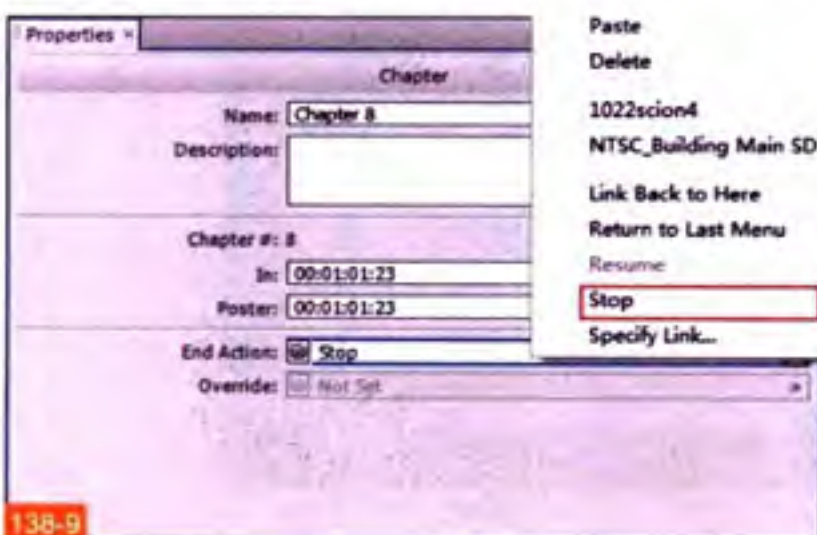 Properties ×
Chapter
Name: Chapter 8
Description:
Chapter #: 8
In: 00:01:01:23
Poster: 00:01:01:23
End Action: Stop
Override: Not Set
Paste
Delete
1022scion4
NTSC_Building Main SD
Link Back to Here
Return to Last Menu
Resume
Stop
Specify Link...
138-9